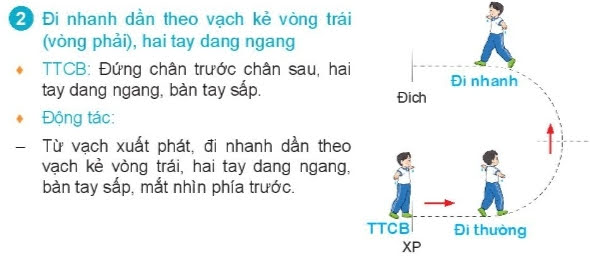 2 Đi nhanh dần theo vạch kẻ vòng trái
(vòng phải), hai tay dang ngang
♦ TTCB: Đứng chân trước chân sau, hai
tay dang ngang, bàn tay sấp.
♦ Động tác:
– Từ vạch xuất phát, đi nhanh dần theo
vạch kẻ vòng trái, hai tay dang ngang,
bàn tay sấp, mắt nhìn phía trước.
Đi nhanh
Đích
TTCB
Đi thường
XP